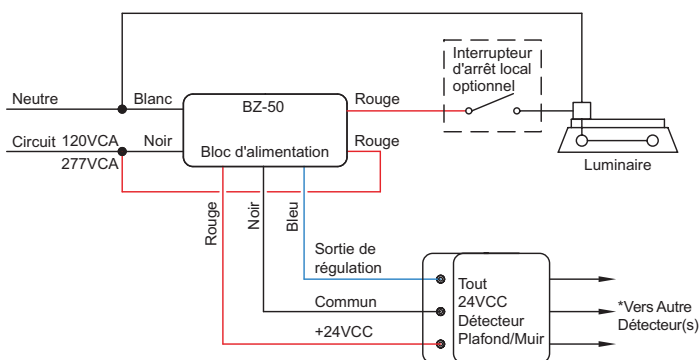 Interrupteur
d'arrêt local
optionnel
Neutre
Blanc
BZ-50
Rouge
Circuit 120VCA
277VCA
Noir
Rouge
Bloc d'alimentation
Luminaire
Rouge
Noir
Bleu
Sortie de
régulation
Commun
+24VCC
Tout
24VCC
Détecteur
Plafond/Muir
*Vers Autre
Détecteur(s)